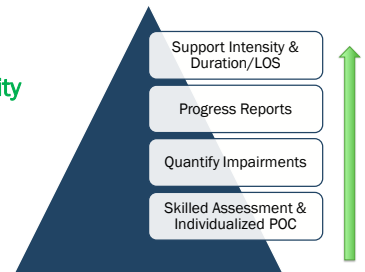 Support Intensity &
Duration/LOS
ity
Progress Reports
Quantify Impairments
Skilled Assessment &
Individualized POC